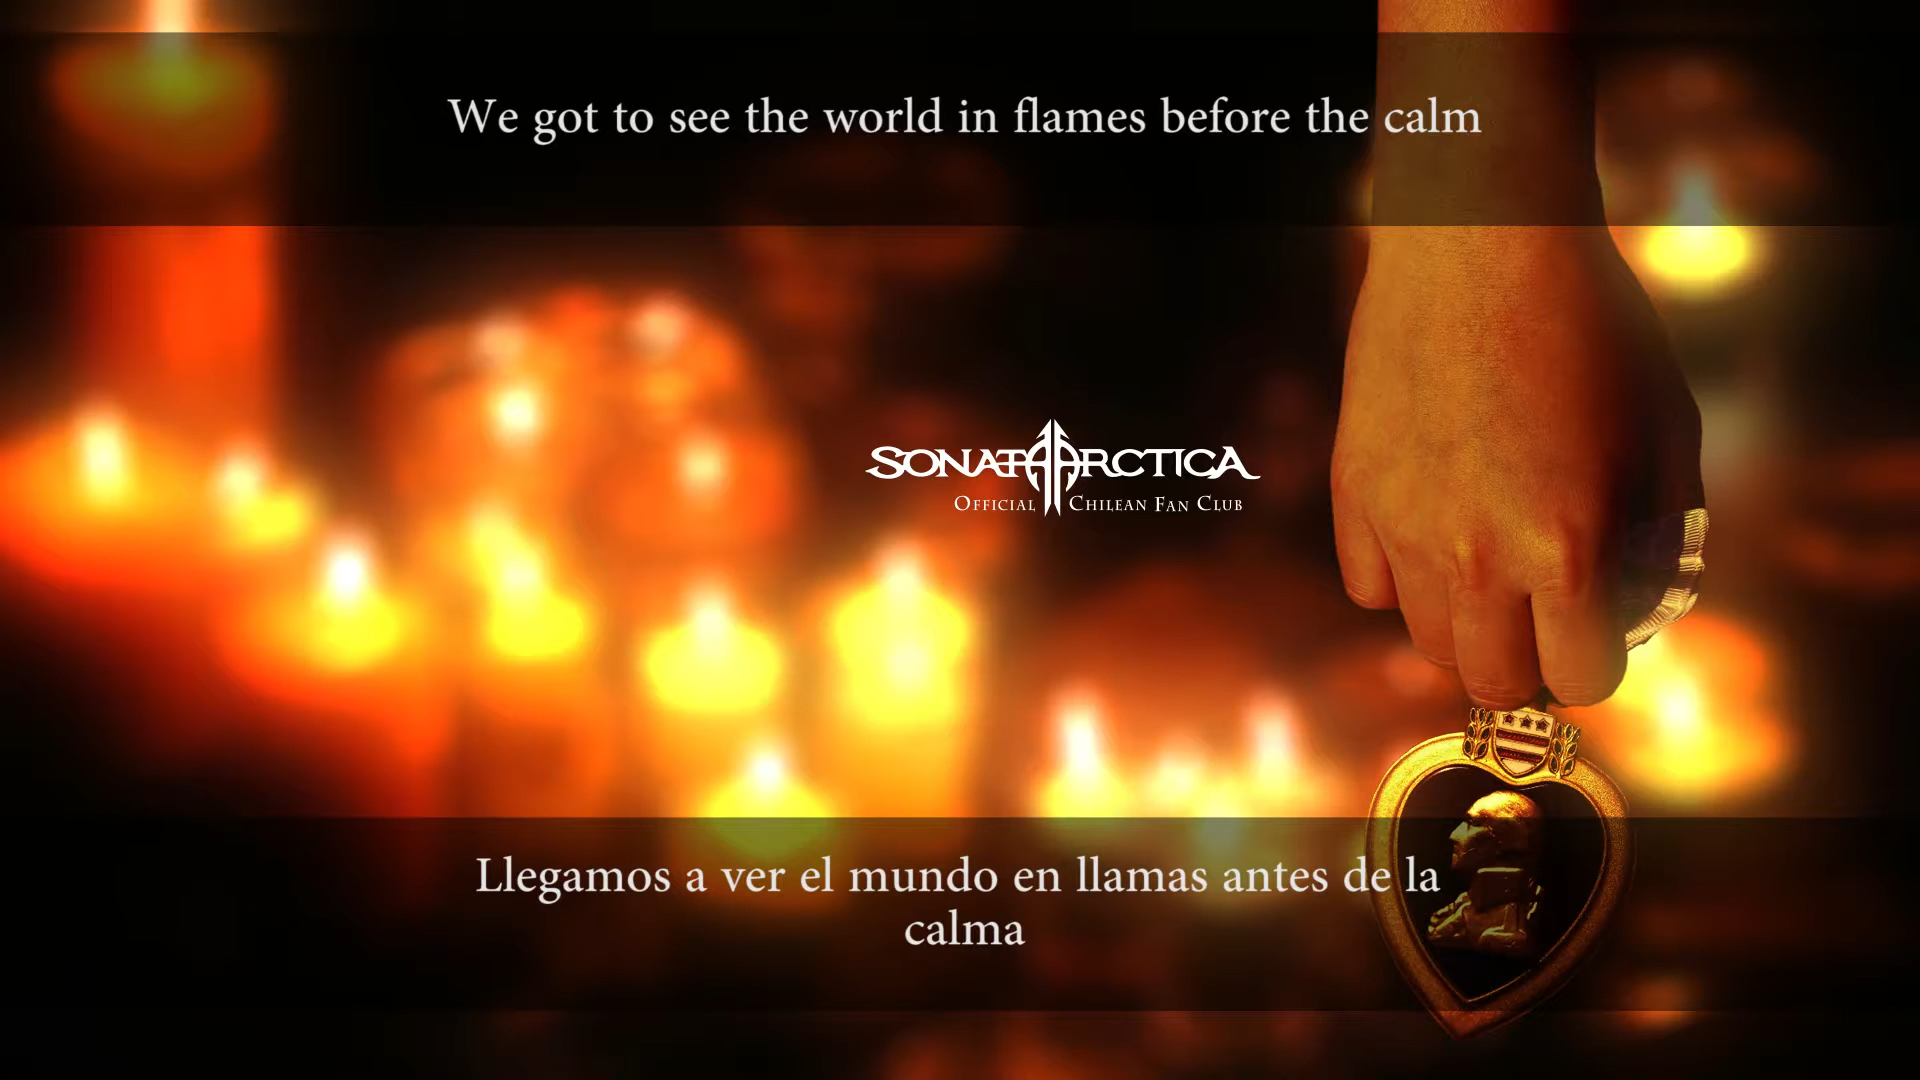 We got to see the world in flames before the calm
SONATA ARCTICA
OFFICIAL CHILEAN FAN CLUB
Llegamos a ver el mundo en llamas antes de la
calma